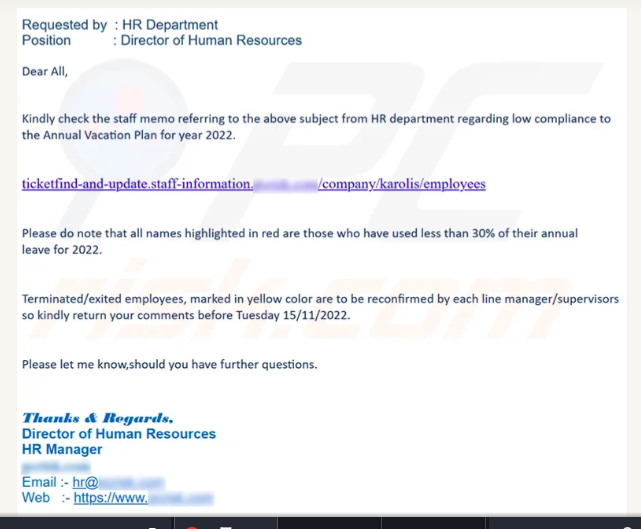 Requested by : HR Department
Position : Director of Human Resources
Dear All,
Kindly check the staff memo referring to the above subject from HR department regarding low compliance to
the Annual Vacation Plan for year 2022.
ticketfind-and-update.staff-information. /company/karolis/employees
Please do note that all names highlighted in red are those who have used less than 30% of their annual
leave for 2022.
Terminated/exited employees, marked in yellow color are to be reconfirmed by each line manager/supervisors
so kindly return your comments before Tuesday 15/11/2022.
Please let me know,should you have further questions.
Thanks & Regards,
Director of Human Resources
HR Manager
Email :- hr@
Web :- https://www.
PC
risk.com